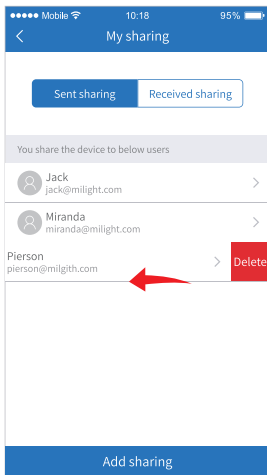 Mobile 10:18 95%
My sharing
Sent sharing Received sharing
You share the device to below users
Jack
jack@milight.com
Miranda
miranda@milight.com
Pierson
pierson@milgith.com
Delete
Add sharing